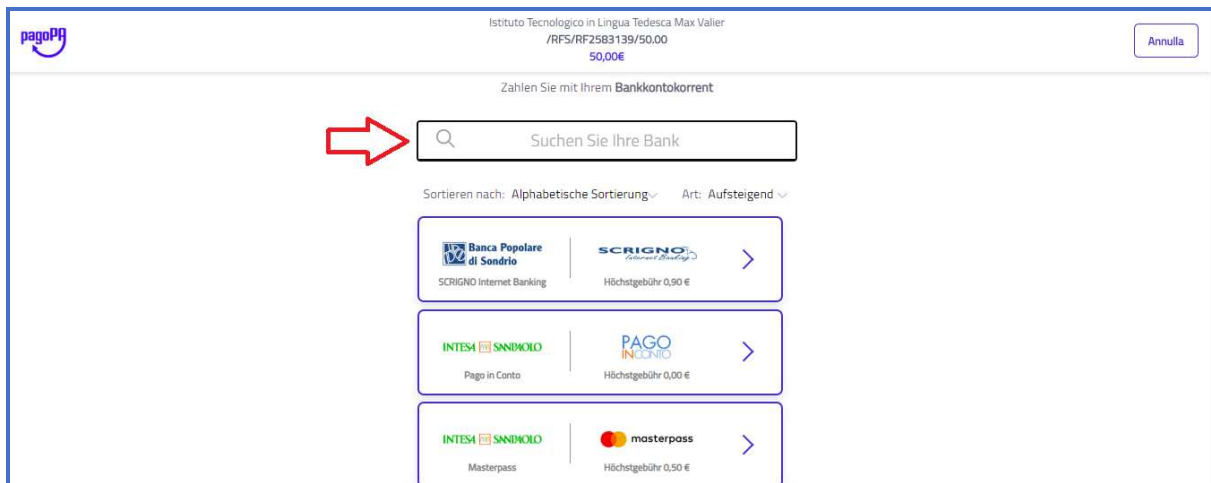 pagoPA
Istituto Tecnologico in Lingua Tedesca Max Valier
/RFS/RF2583139/50.00
50,00€
Annulla
Zahlen Sie mit Ihrem Bankkontokorrent
Suchen Sie Ihre Bank
Sortieren nach: Alphabetische Sortierung Art: Aufsteigend
Banca Popolare
di Sondrio
SCRIGNO
Internet Banking
SCRIGNO Internet Banking
Höchstgebühr 0,90 €
INTESA SANPAOLO
PAGO
INCONTO
Pago in Conto
Höchstgebühr 0,00 €
INTESA SANPAOLO
masterpass
Masterpass
Höchstgebühr 0,50 €